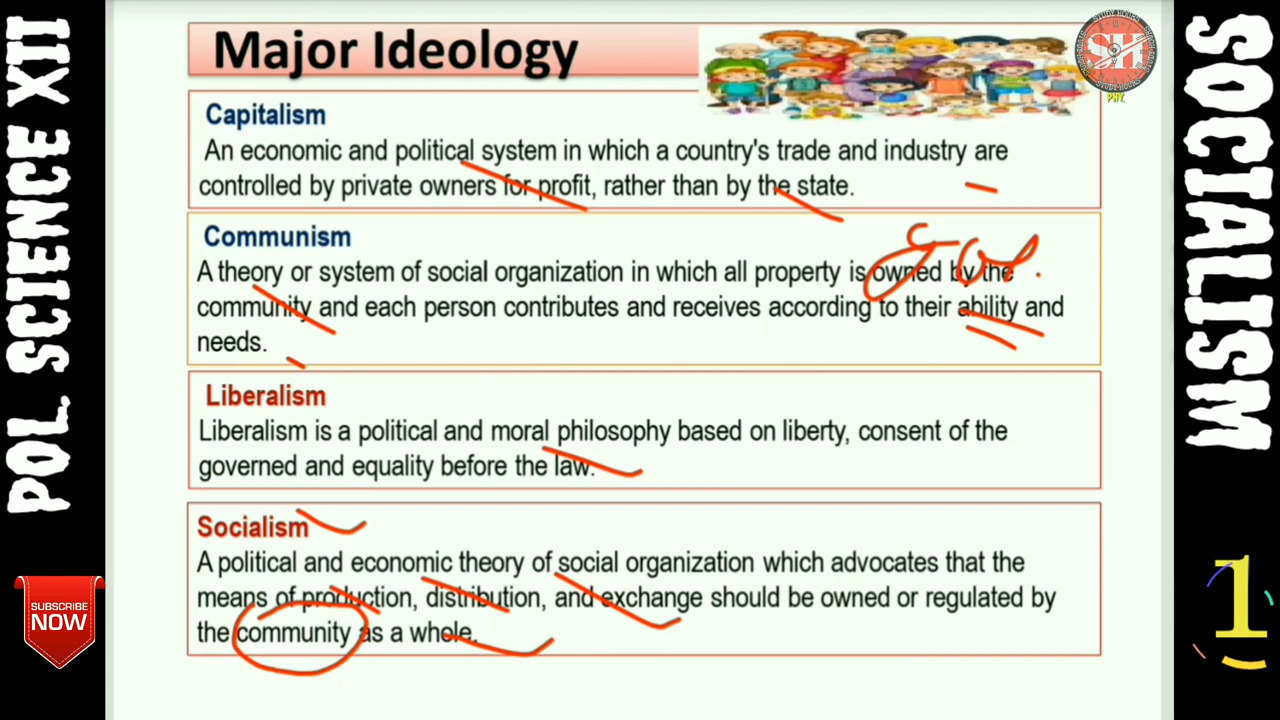 POL. SCIENCE XII
Major Ideology
SH
STUDY HOURS
PHY.
Capitalism
An economic and political system in which a country's trade and industry are
controlled by private owners for profit, rather than by the state.
Communism
A theory or system of social organization in which all property is owned by the
community and each person contributes and receives according to their ability and
needs.
Liberalism
Liberalism is a political and moral philosophy based on liberty, consent of the
governed and equality before the law.
Socialism
A political and economic theory of social organization which advocates that the
means of production, distribution, and exchange should be owned or regulated by
the community as a whole.
SUBSCRIBE
NOW
SOCIALISM
1